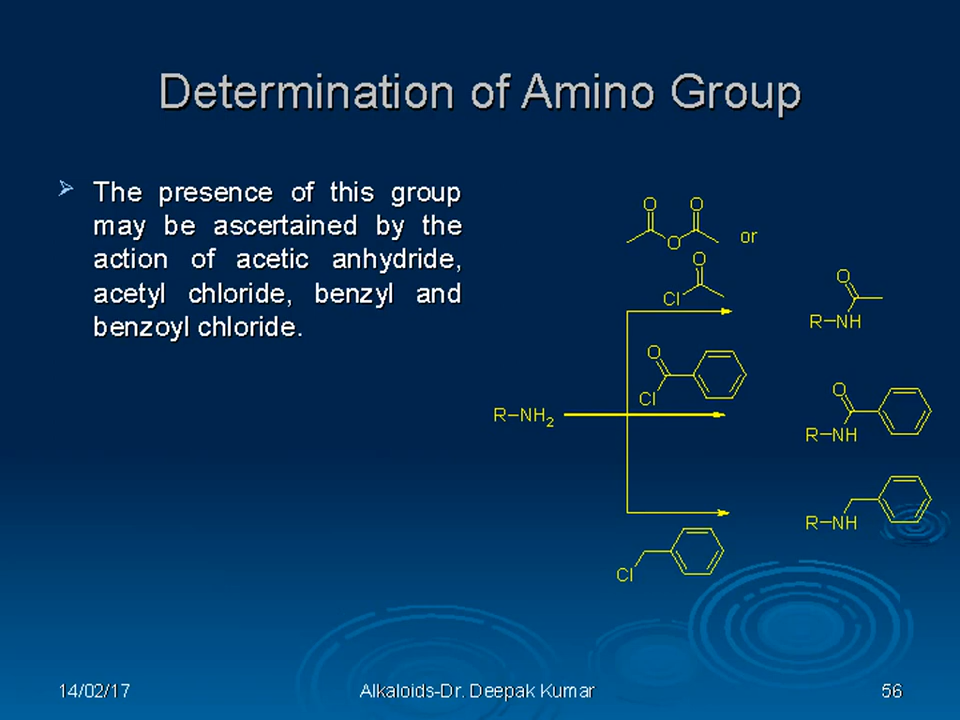 Determination of Amino Group
The presence of this group
may be ascertained by the
action of acetic anhydride,
acetyl chloride, benzyl and
benzoyl chloride.
O O
O or
O
Cl
O
R-NH
O
Cl
R-NH2
O
R-NH
R-NH
Cl
14/02/17 Alkaloids-Dr. Deepak Kumar 56